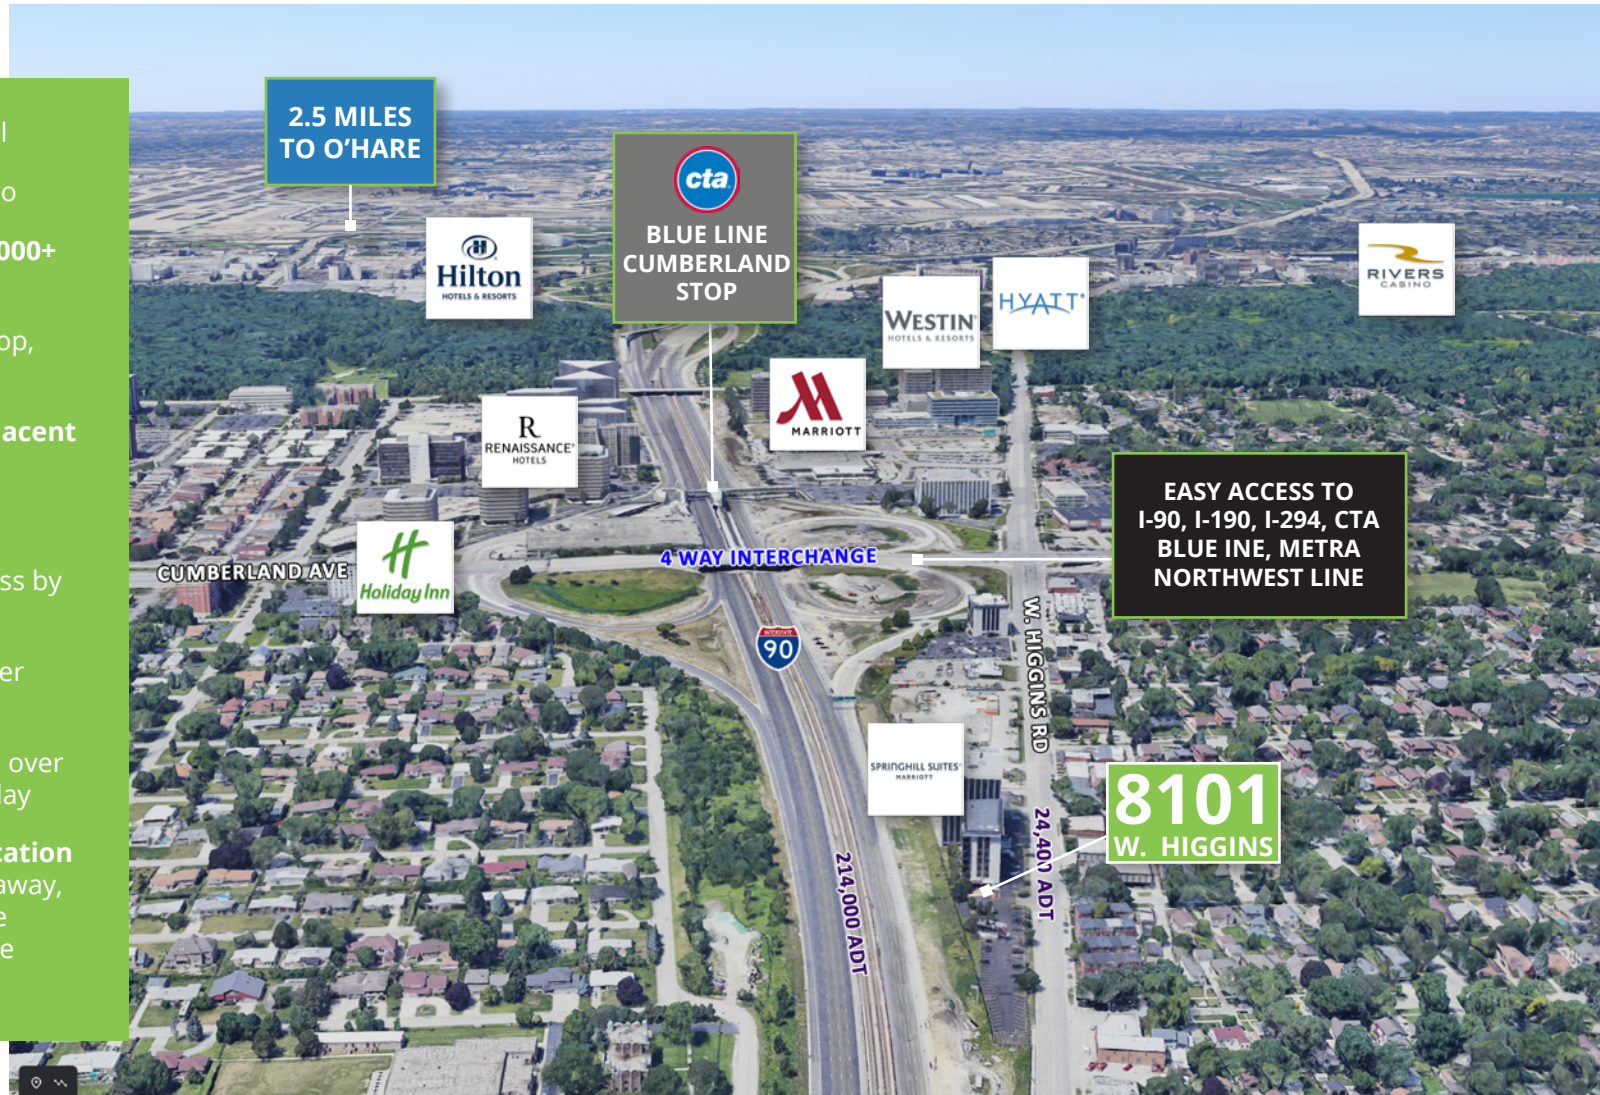 l
o
000+
op,
acent
ss by
er
over
lay
cation
away,
e
e
2.5 MILES
TO O’HARE
cta
BLUE LINE
CUMBERLAND
STOP
Hilton
HOTELS & RESORTS
WESTIN
HOTELS & RESORTS
HYATT®
RIVERS
CASINO
MARRIOTT
R
RENAISSANCE®
HOTELS
EASY ACCESS TO
I-90, I-190, I-294, CTA
BLUE INE, METRA
NORTHWEST LINE
4 WAY INTERCHANGE
CUMBERLAND AVE
H
Holiday Inn
INTERSTATE
90
W. HIGGINS RD
SPRINGHILL SUITES®
MARRIOTT
8101
W. HIGGINS
24,400 ADT
214,000 ADT